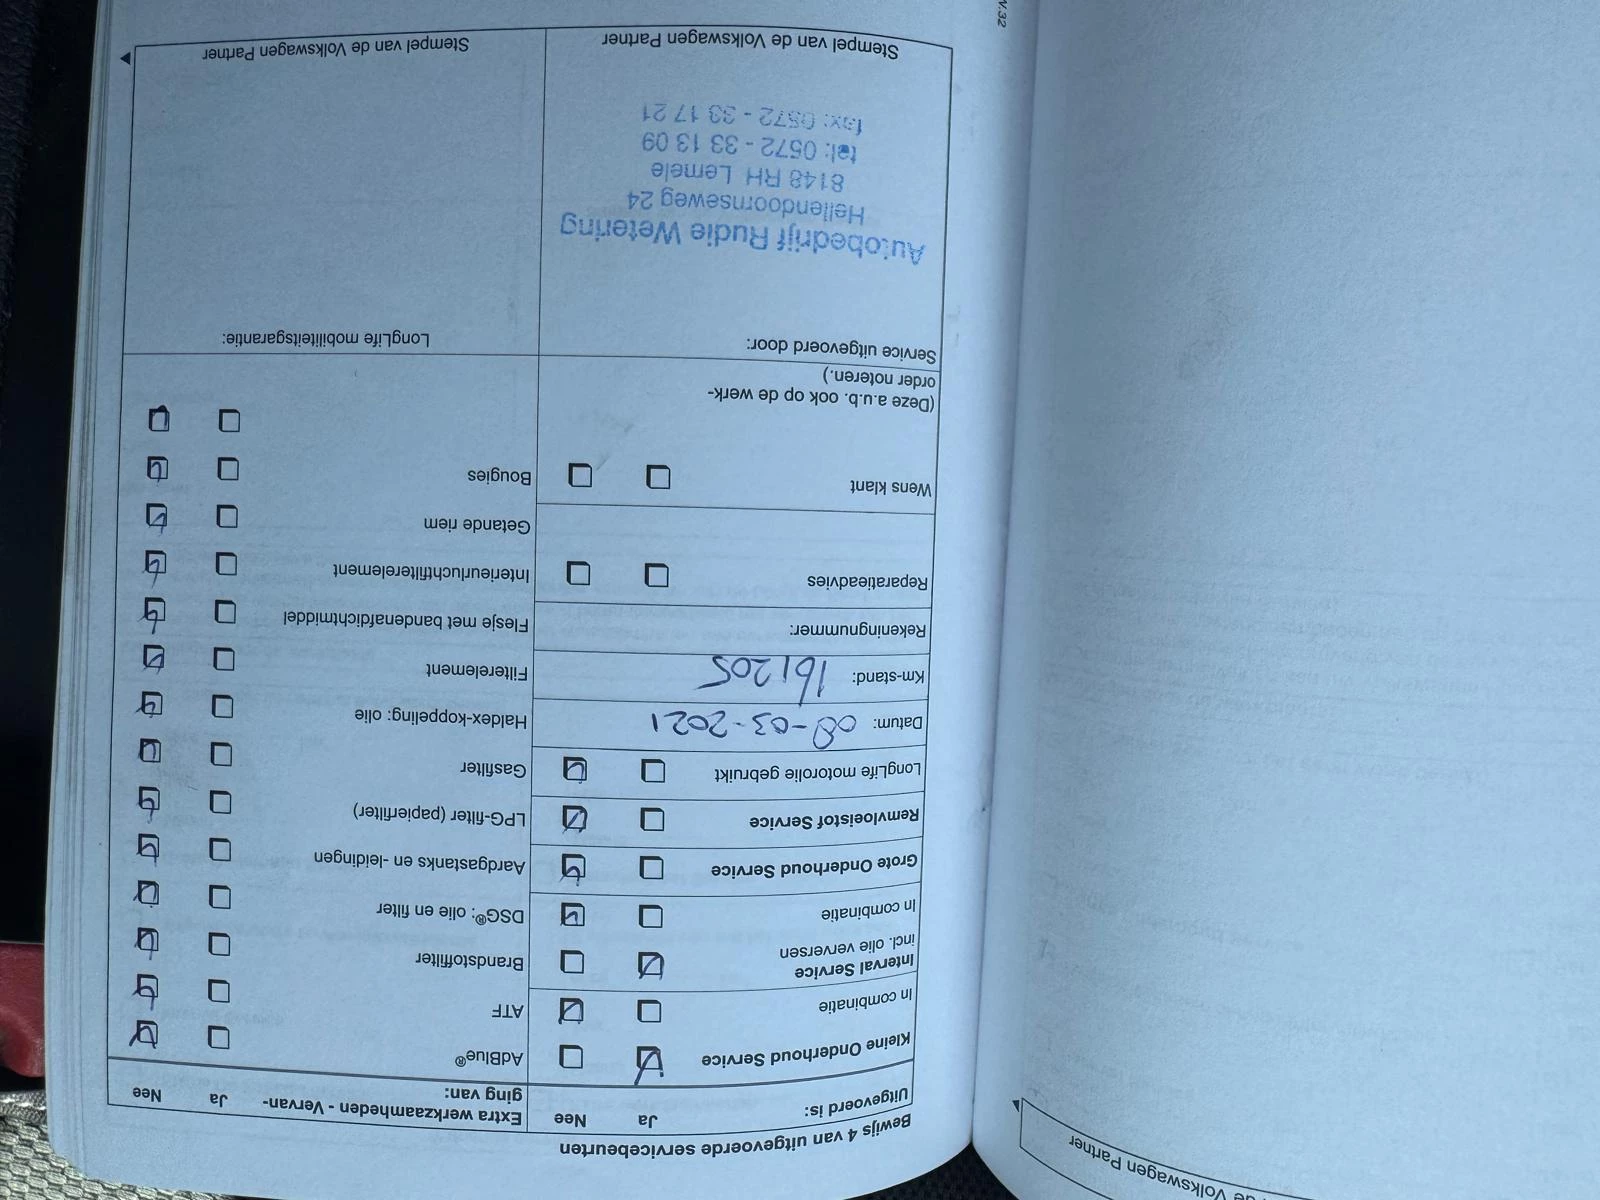 Bewijs 4 van uitgevoerde servicebeurten
Uitgevoerd is: Ja Nee
Kleine Onderhoud Service
In combinatie
Interval Service
incl. olie verversen
In combinatie
Grote Onderhoud Service
Remvloeistof Service
LongLife motorolie gebruikt
Datum: 08-03-2021
Km-stand: 161205
Rekeningnummer:
Reparatieadvies
Wens klant
(Deze a.u.b. ook op de werk-
order noteren.)
Service uitgevoerd door:
Autobedrijf Rudie Wetering
Hellendoornseweg 24
8148 RH Lemele
tel: 0572 - 33 13 09
fax: 0572 - 33 17 21
Stempel van de Volkswagen Partner
Extra werkzaamheden - Vervan-
ging van: Ja Nee
AdBlue®
ATF
Brandstoffilter
DSG®: olie en filter
Aardgastanks en -leidingen
LPG-filter (papierfilter)
Gasfilter
Haldex-koppeling: olie
Filterelement
Flesje met bandenafdichtmiddel
Interieurluchtfilterelement
Getande riem
Bougies
LongLife mobiliteitsgarantie:
Stempel van de Volkswagen Partner
de Volkswagen Partner